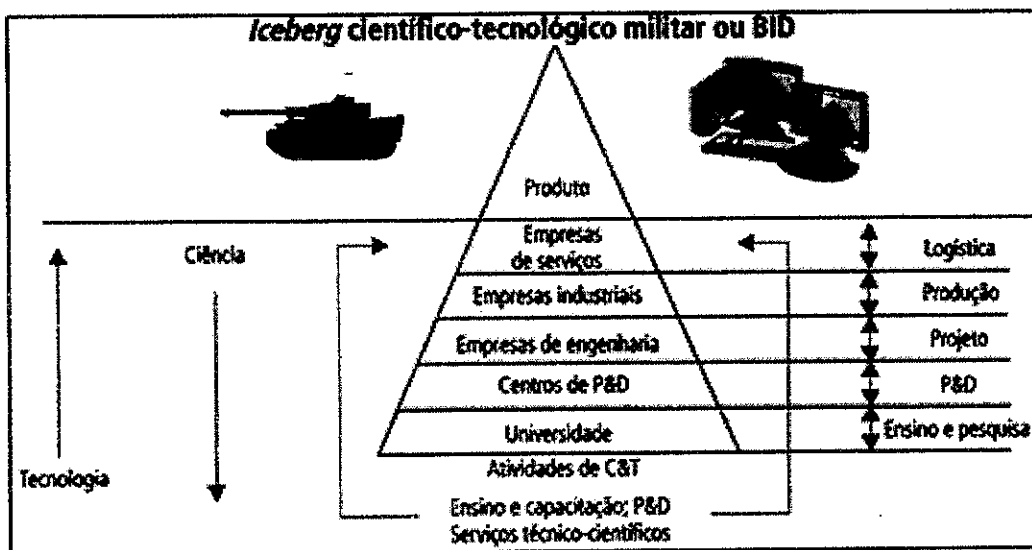 Iceberg científico-tecnológico militar ou BID
Produto
Ciência
Empresas
de serviços
Logística
Empresas industriais
Produção
Empresas de engenharia
Projeto
Centros de P&D
P&D
Universidade
Ensino e pesquisa
Tecnologia
Atividades de C&T
Ensino e capacitação; P&D
Serviços técnico-científicos